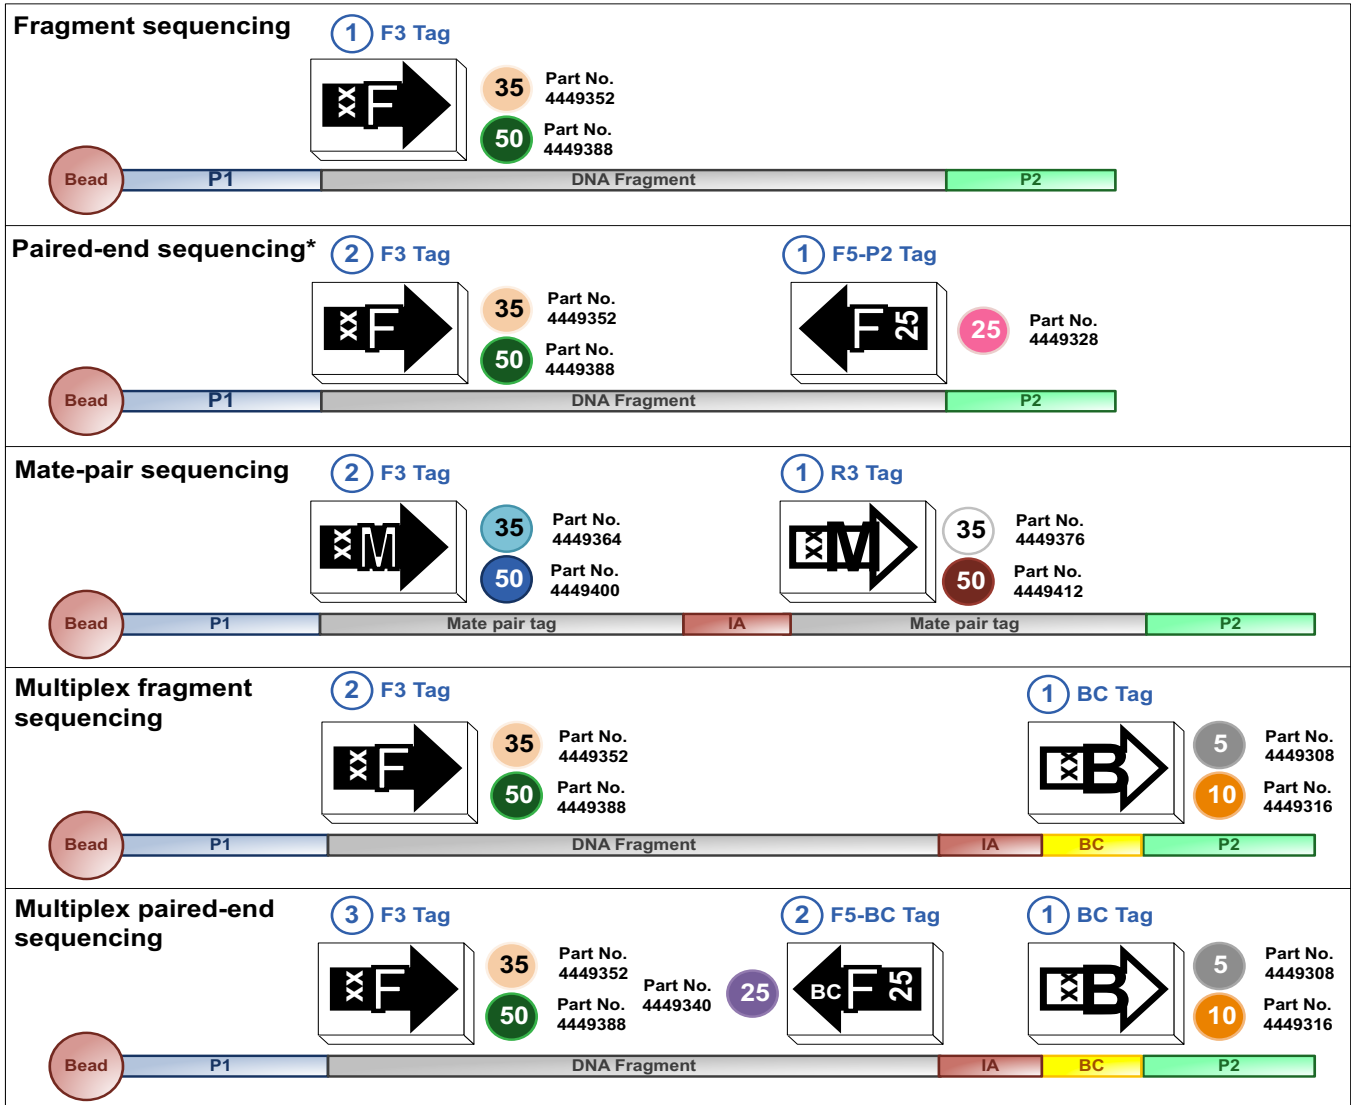 Fragment sequencing
1 F3 Tag
XX F
35 Part No.
4449352
50 Part No.
4449388
Bead P1 DNA Fragment P2
Paired-end sequencing*
2 F3 Tag
1 F5-P2 Tag
XX F
35 Part No.
4449352
50 Part No.
4449388
F 25
25 Part No.
4449328
Bead P1 DNA Fragment P2
Mate-pair sequencing
2 F3 Tag
1 R3 Tag
XX M
35 Part No.
4449364
50 Part No.
4449400
XX M
35 Part No.
4449376
50 Part No.
4449412
Bead P1 Mate pair tag IA Mate pair tag P2
Multiplex fragment
sequencing
2 F3 Tag
1 BC Tag
XX F
35 Part No.
4449352
50 Part No.
4449388
XX B
5 Part No.
4449308
10 Part No.
4449316
Bead P1 DNA Fragment IA BC P2
Multiplex paired-end
sequencing
3 F3 Tag
2 F5-BC Tag
1 BC Tag
XX F
35 Part No.
4449352
50 Part No.
4449388
Part No.
4449340 25
BC F 25
XX B
5 Part No.
4449308
10 Part No.
4449316
Bead P1 DNA Fragment IA BC P2